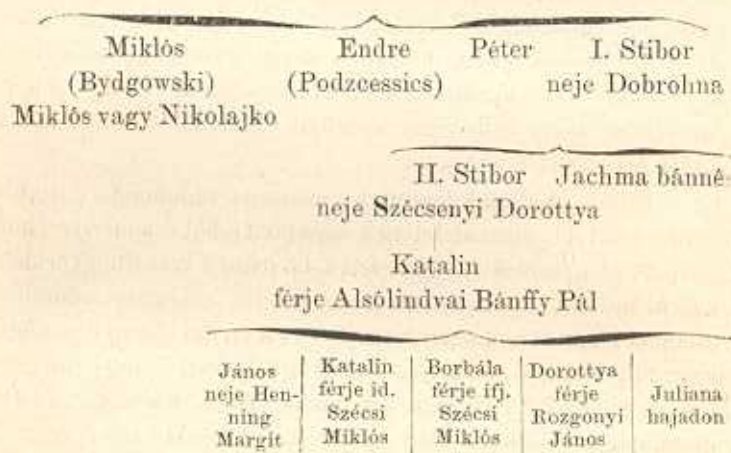 Miklós Endre Péter I. Stibor
(Bydgowski) (Podzcessics) neje Dobrohna
Miklós vagy Nikolajko
II. Stibor Jachma bánné
neje Szécsenyi Dorottya
Katalin
férje Alsólindvai Bánffy Pál
János
neje Hen-
ning
Margit
Katalin
férje id.
Szécsi
Miklós
Borbála
férje ifj.
Szécsi
Miklós
Dorottya
férje
Rozgonyi
János
Juliana
hajadon